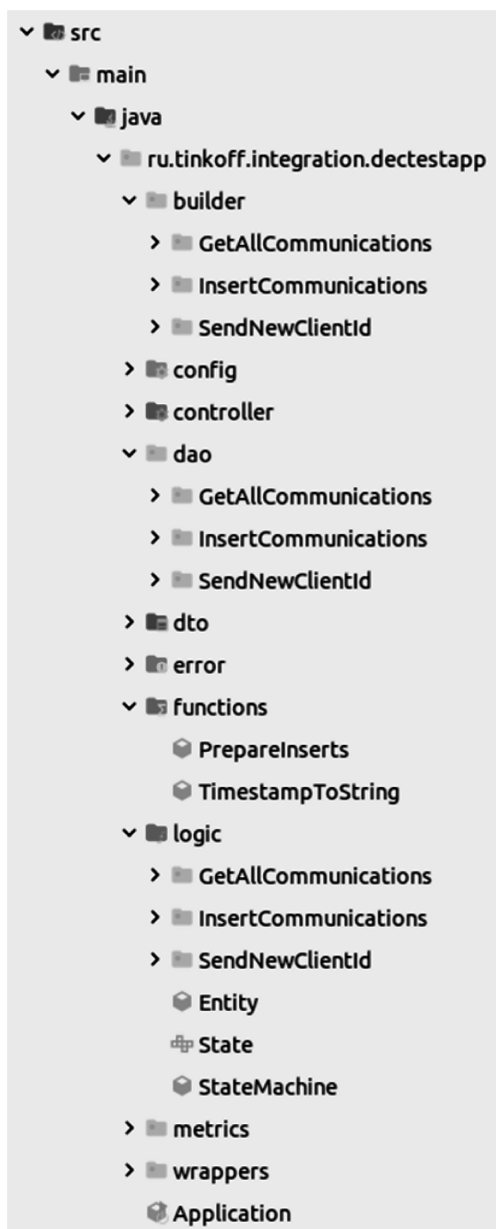 src
main
java
ru.tinkoff.integration.dectestapp
builder
GetAllCommunications
InsertCommunications
SendNewClientId
config
controller
dao
GetAllCommunications
InsertCommunications
SendNewClientId
dto
error
functions
PrepareInserts
TimestampToString
logic
GetAllCommunications
InsertCommunications
SendNewClientId
Entity
State
StateMachine
metrics
wrappers
Application